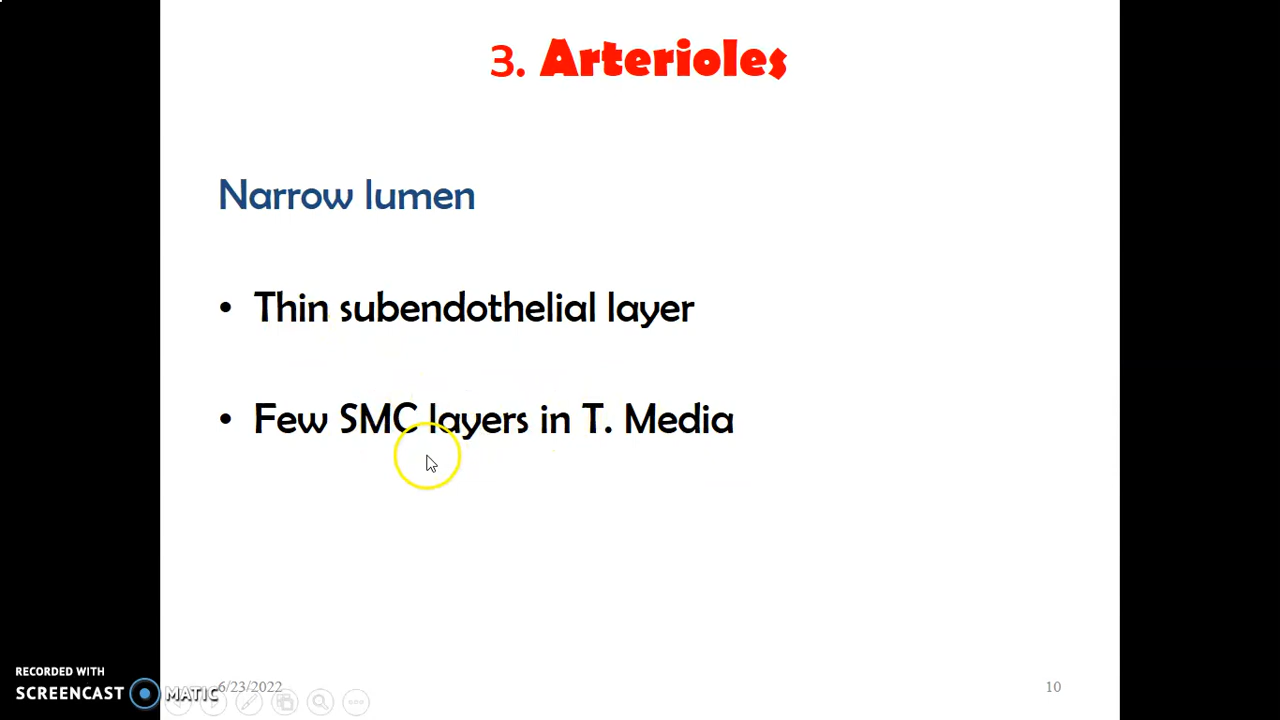 3. Arterioles
Narrow lumen
• Thin subendothelial layer
• Few SMC layers in T. Media
RECORDED WITH
SCREENCAST MATIC
6/23/2022
10